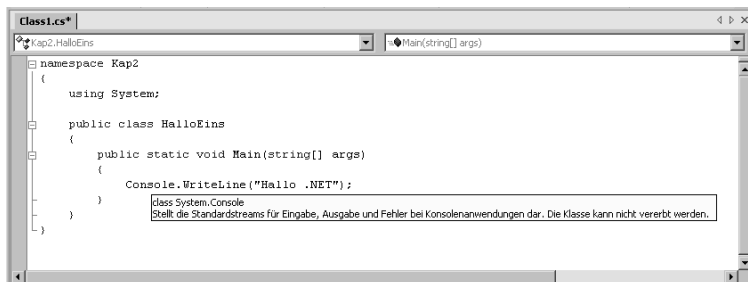 Class1.cs*
Kap2.HalloEins
Main(string[] args)
namespace Kap2
{
using System;
public class HalloEins
{
public static void Main(string[] args)
{
Console.WriteLine("Hallo .NET");
}
class System.Console
Stellt die Standardstreams für Eingabe, Ausgabe und Fehler bei Konsolenanwendungen dar. Die Klasse kann nicht vererbt werden.
}
}